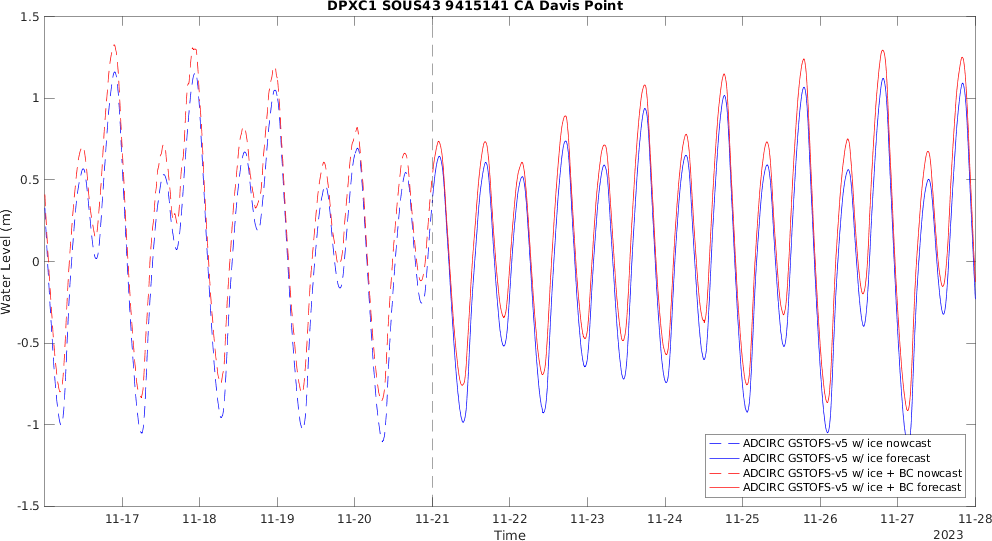 DPXC1 SOUS43 9415141 CA Davis Point
1.5
1
0.5
0
-0.5
-1
-1.5
Water Level (m)
ADCIRC GSTOFS-v5 w/ ice nowcast
ADCIRC GSTOFS-v5 w/ ice forecast
ADCIRC GSTOFS-v5 w/ ice + BC nowcast
ADCIRC GSTOFS-v5 w/ ice + BC forecast
11-17 11-18 11-19 11-20 11-21 11-22 11-23 11-24 11-25 11-26 11-27 11-28
Time
2023